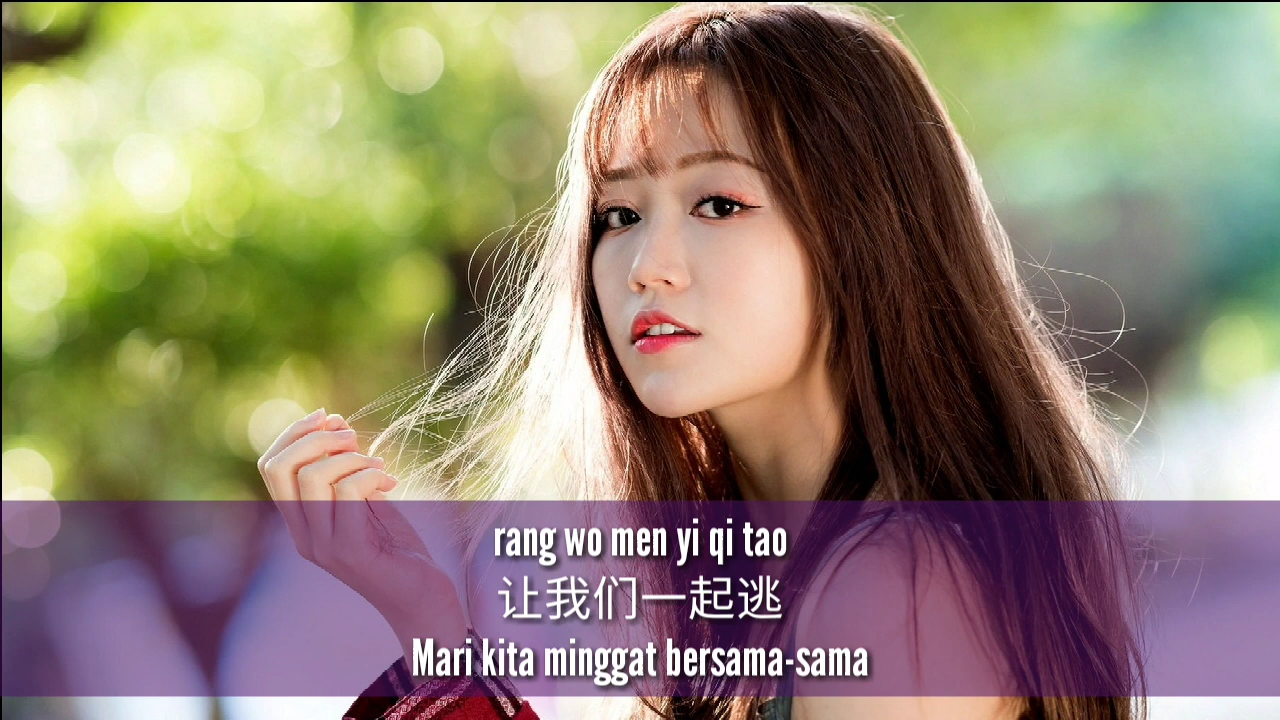 rang wo men yi qi tao
让我们一起逃
Mari kita minggat bersama-sama